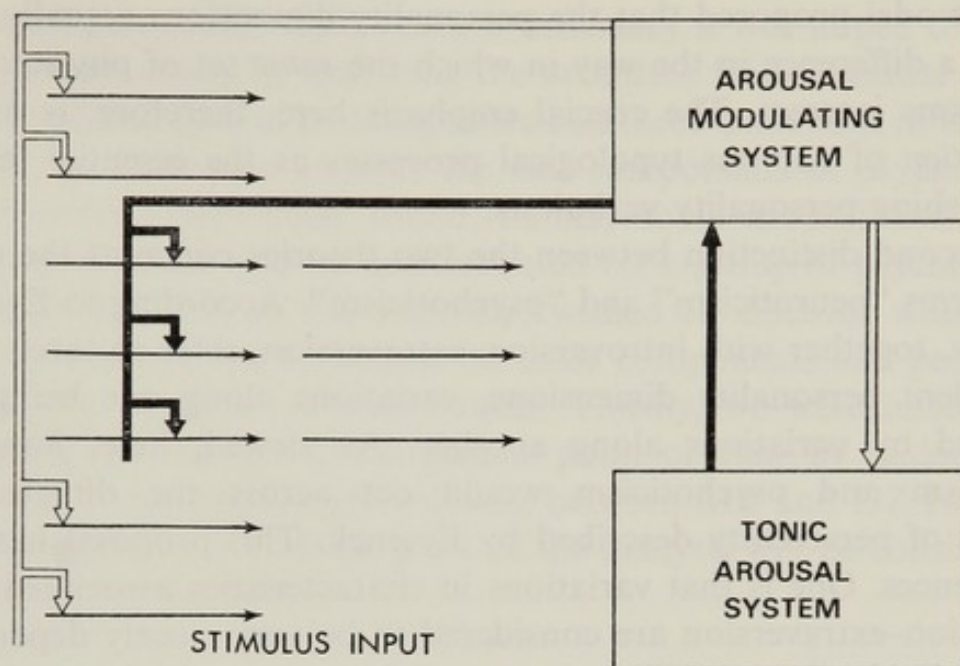 AROUSAL
MODULATING
SYSTEM
TONIC
AROUSAL
SYSTEM
STIMULUS INPUT